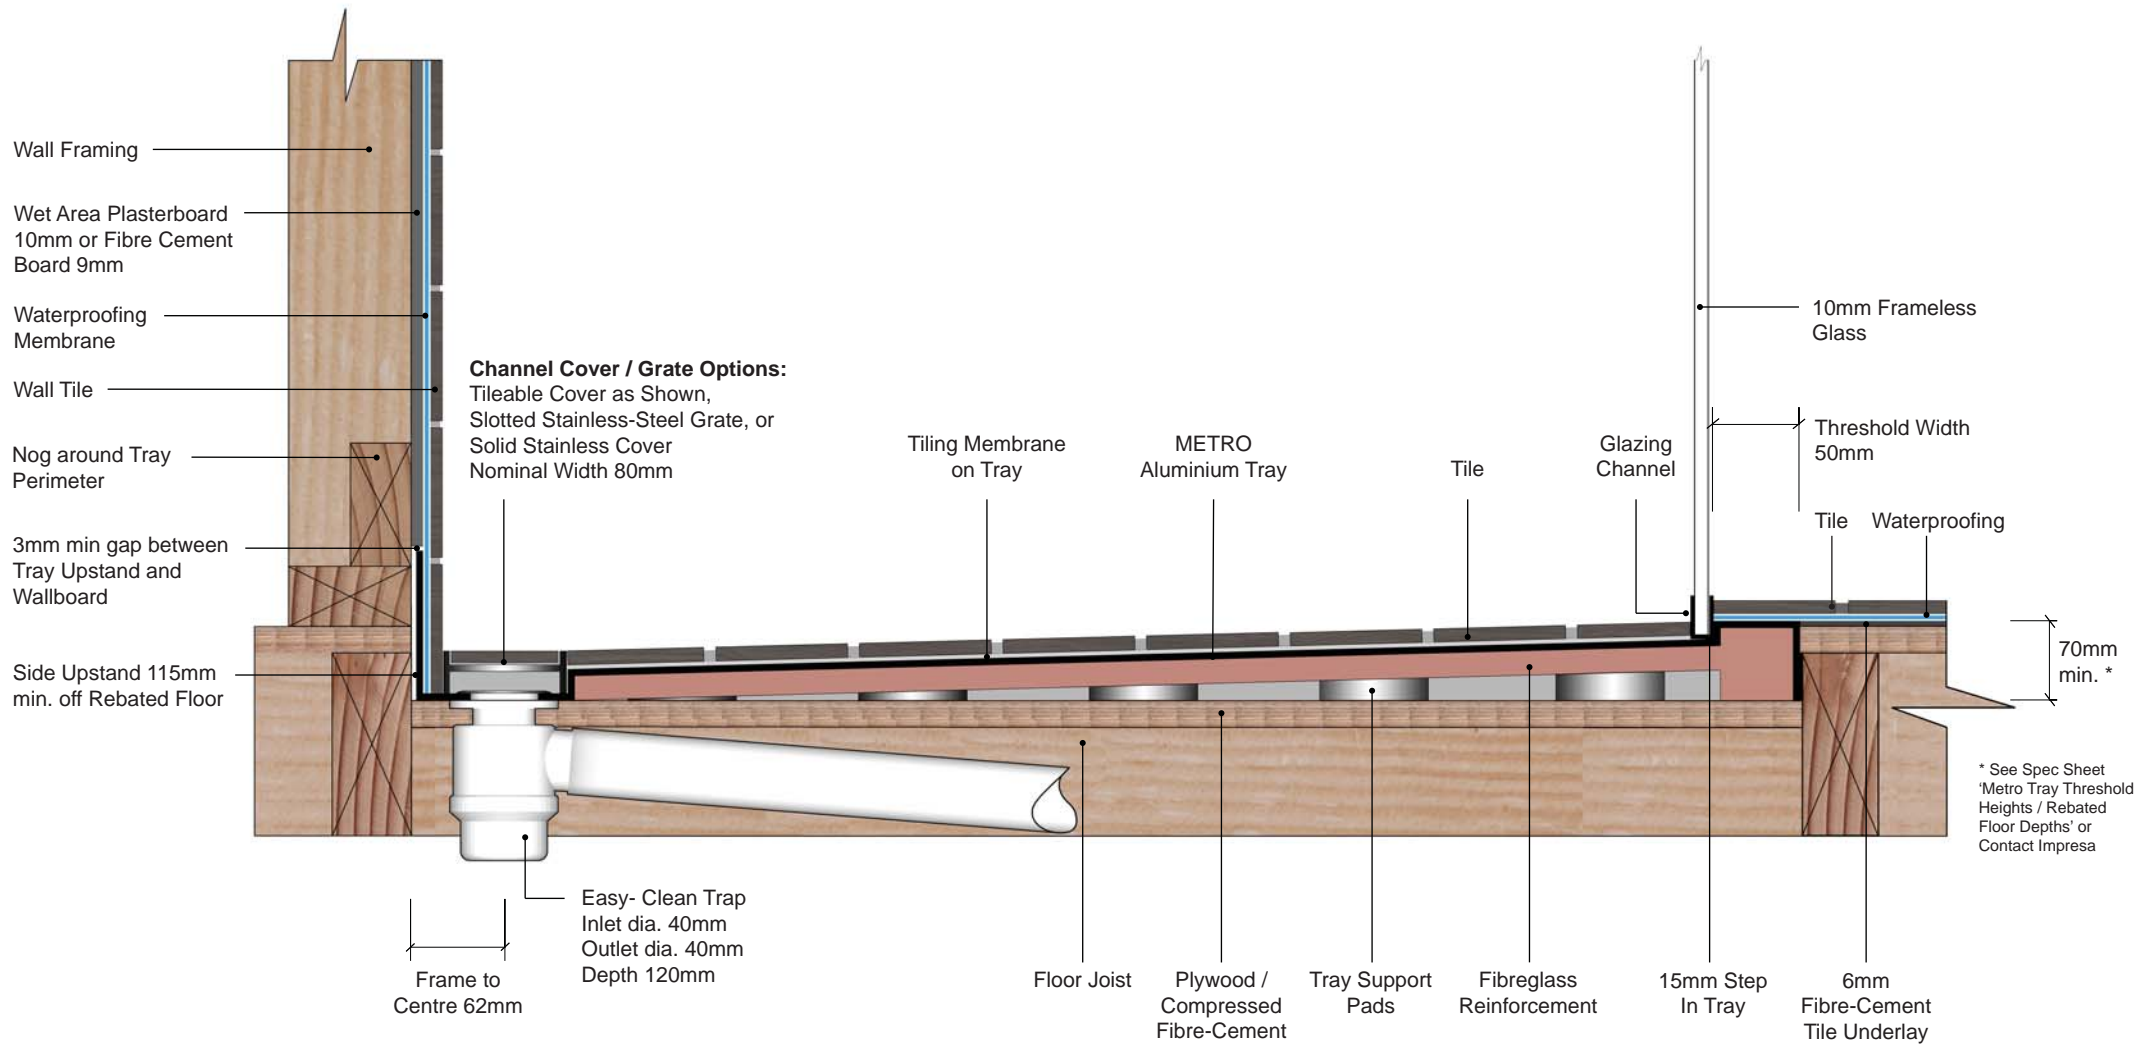 Wall Framing
Wet Area Plasterboard
10mm or Fibre Cement
Board 9mm
Waterproofing
Membrane
Wall Tile
Nog around Tray
Perimeter
3mm min gap between
Tray Upstand and
Wallboard
Side Upstand 115mm
min. off Rebated Floor
Channel Cover / Grate Options:
Tileable Cover as Shown,
Slotted Stainless-Steel Grate, or
Solid Stainless Cover
Nominal Width 80mm
Tiling Membrane
on Tray
METRO
Aluminium Tray
Tile
Glazing
Channel
10mm Frameless
Glass
Threshold Width
50mm
Tile
Waterproofing
70mm
min. *
* See Spec Sheet
‘Metro Tray Threshold
Heights / Rebated
Floor Depths’ or
Contact Impresa
Easy- Clean Trap
Inlet dia. 40mm
Outlet dia. 40mm
Depth 120mm
Frame to
Centre 62mm
Floor Joist
Plywood /
Compressed
Fibre-Cement
Tray Support
Pads
Fibreglass
Reinforcement
15mm Step
In Tray
6mm
Fibre-Cement
Tile Underlay